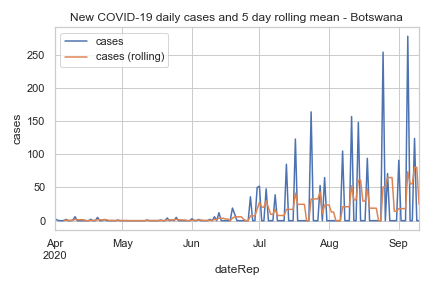 New COVID-19 daily cases and 5 day rolling mean - Botswana
cases
cases (rolling)
250
200
150
100
50
0
cases
Apr
2020
May
Jun
Jul
Aug
Sep
dateRep